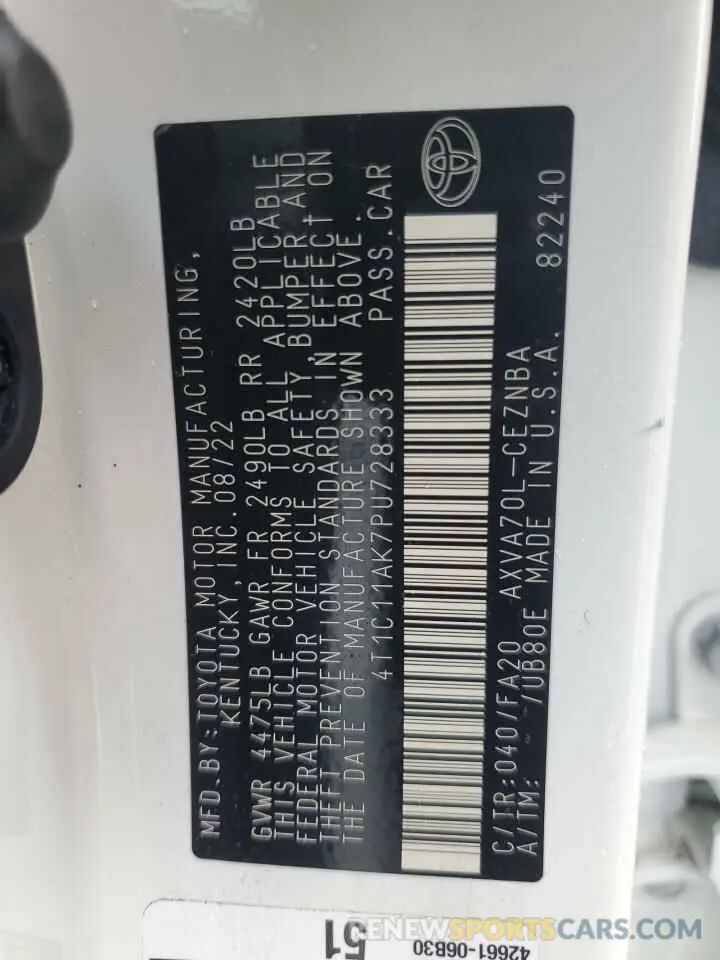 MFD.BY:TOYOTA MOTOR MANUFACTURING,
KENTUCKY, INC. 08/22
GVWR 4475LB GAWR FR 2490LB RR 2420LB
THIS VEHICLE CONFORMS TO ALL APPLICABLE
FEDERAL MOTOR VEHICLE SAFETY, BUMPER, AND
THEFT PREVENTION STANDARDS IN EFFECT ON
THE DATE OF MANUFACTURE SHOWN ABOVE.
4T1C11AK7PU728333 PASS.CAR
C/TR:040/FA20 AXVA70L-CEZNBA 82240
A/TM: - -/UB80E MADE IN U.S.A.
51
42661-06B30
RENEWSPORTSCARS.COM